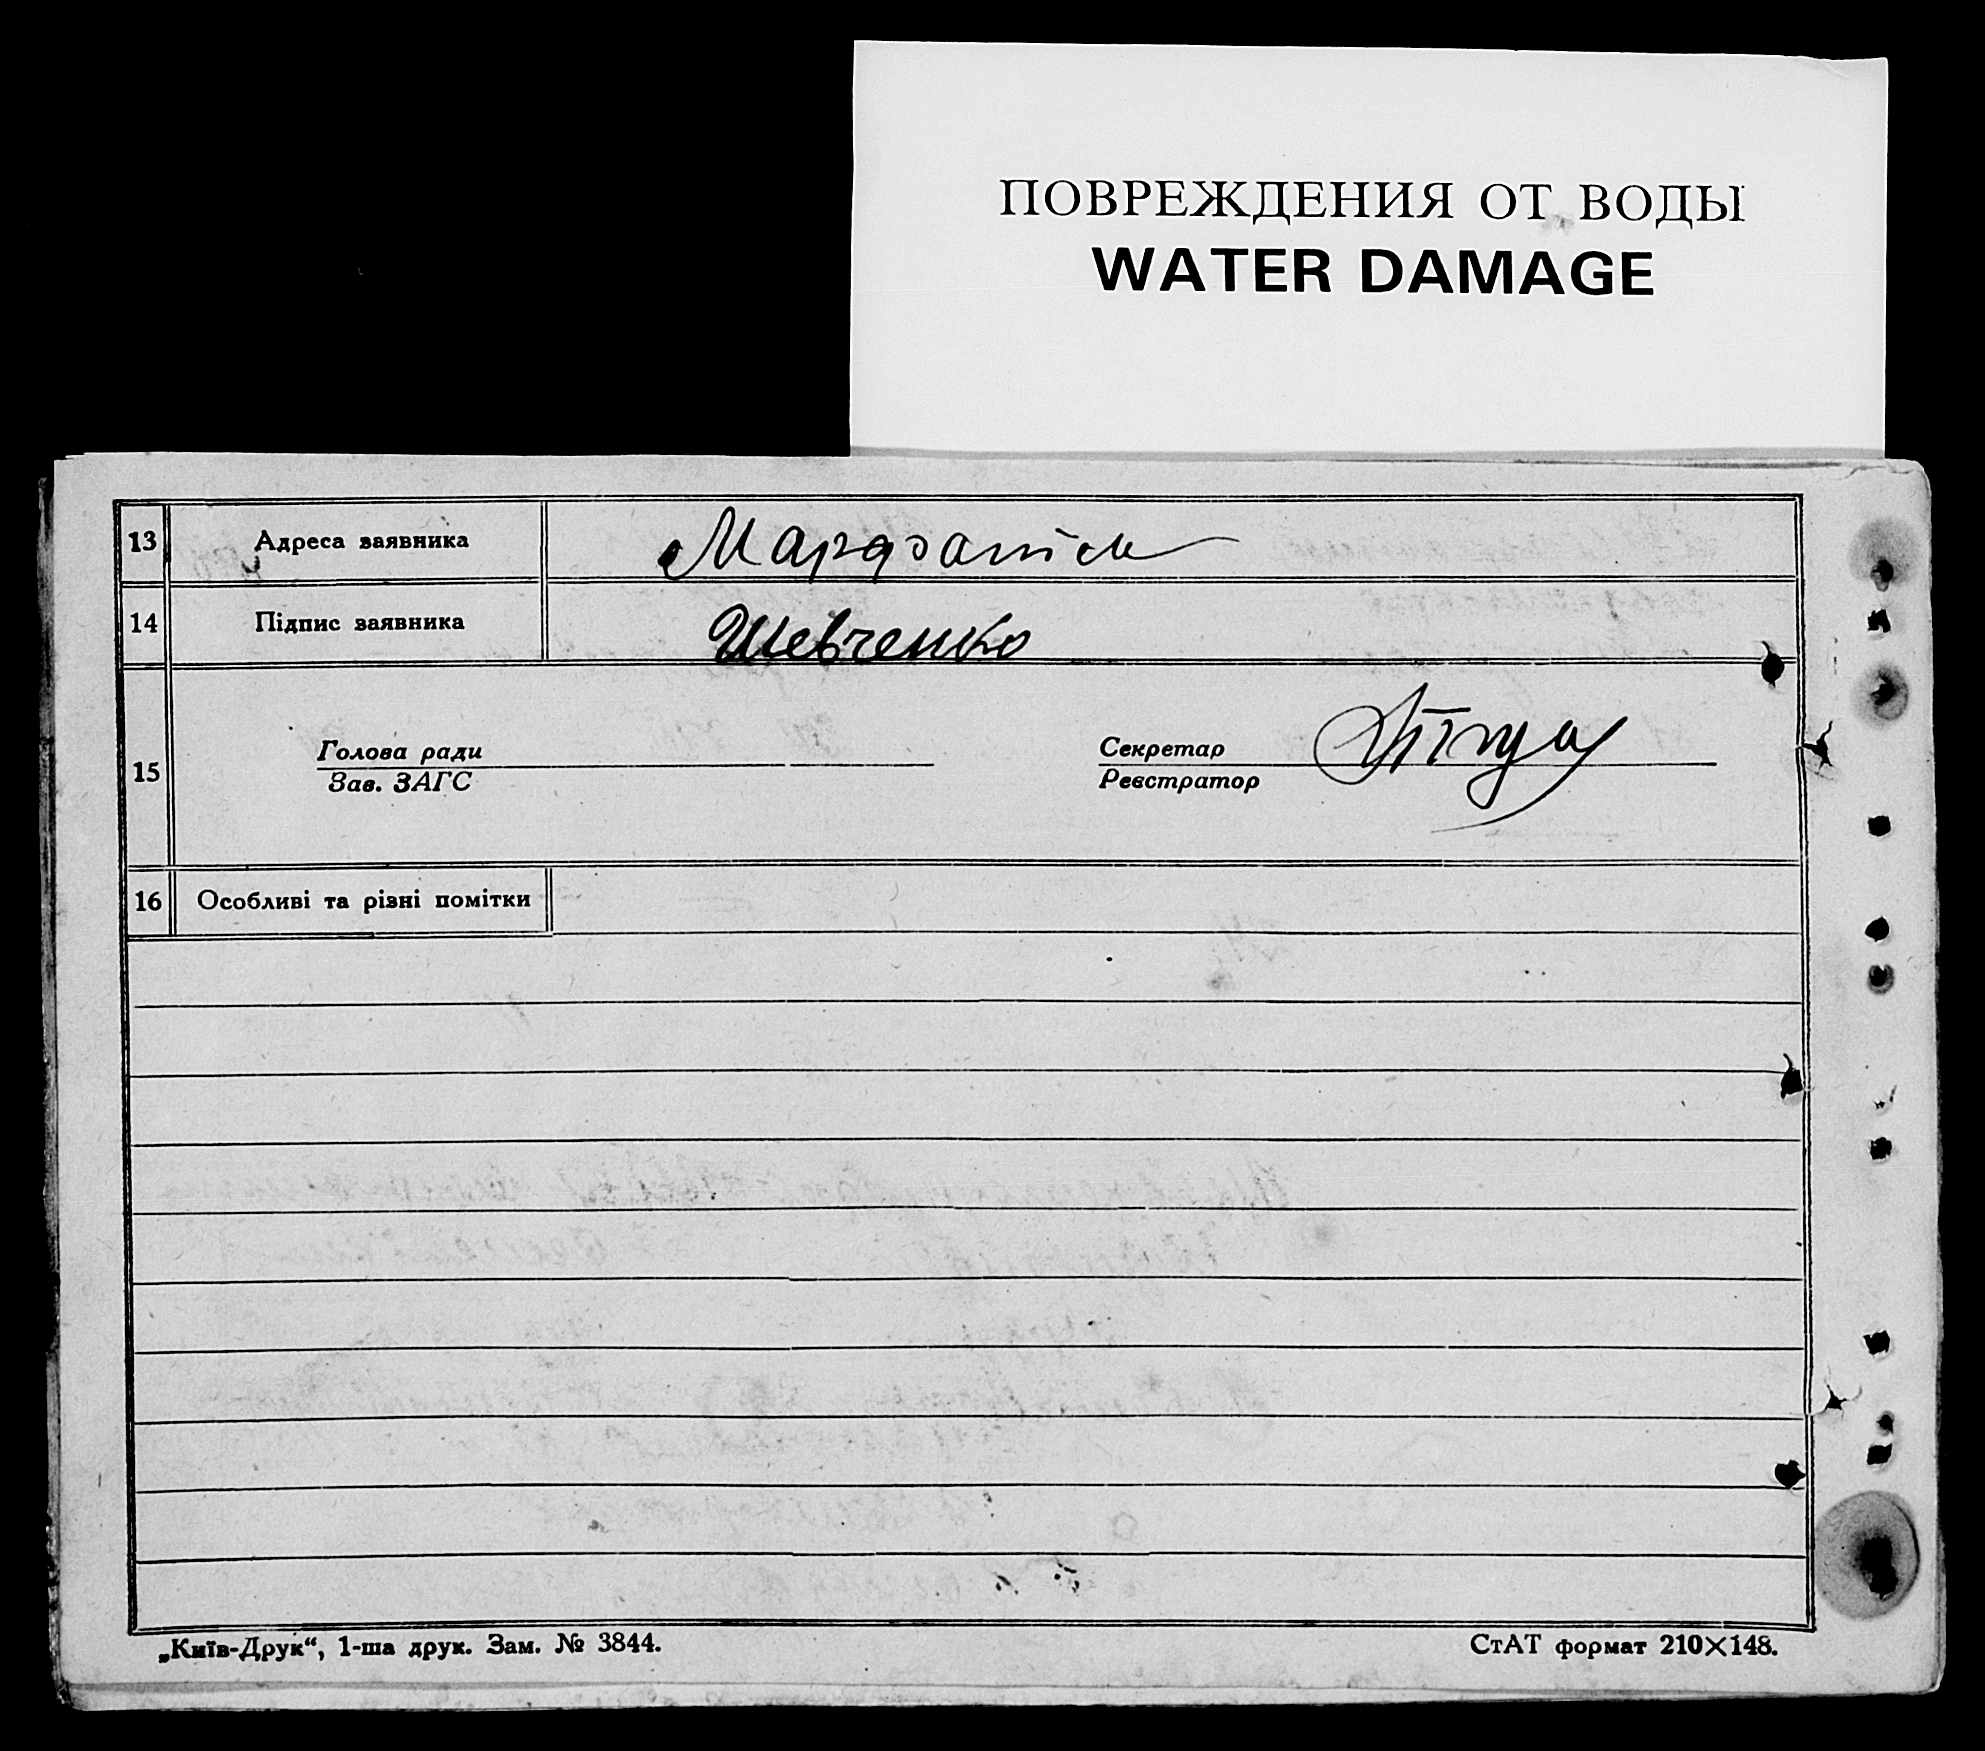 ПОВРЕЖДЕНИЯ ОТ ВОДЫ
WATER DAMAGE
13 Адреса заявника
14 Підпис заявника Шевченко
15 Голова ради Секретар
Зав. ЗАГС Реєстратор
16 Особливі та різні помітки
„Київ-Друк“, 1-ша друк. Зам. № 3844. СтАТ формат 210×148.